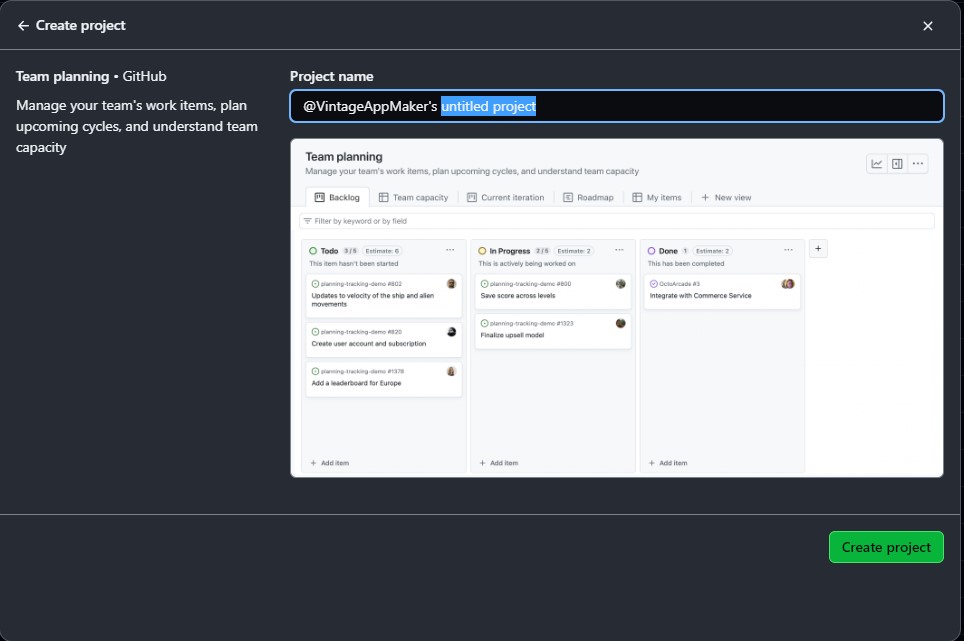 Create project
Team planning • GitHub
Manage your team's work items, plan
upcoming cycles, and understand team
capacity
Project name
@VintageAppMaker's untitled project
Team planning
Manage your team's work items, plan upcoming cycles, and understand team capacity
Backlog Team capacity Current iteration Roadmap My items + New view
Filter by keyword or by field
Todo 3/5 Estimate: 6 ...
This item hasn't been started
planning-tracking-demo #802
Updates to velocity of the ship and alien
movements
planning-tracking-demo #820
Create user account and subscription
planning-tracking-demo #1378
Add a leaderboard for Europe
+ Add item
In Progress 2/5 Estimate: 2 ...
This is actively being worked on
planning-tracking-demo #800
Save score across levels
planning-tracking-demo #1323
Finalize upsell model
+ Add item
Done 1 Estimate: 2 ...
This has been completed
OctoArcade #3
Integrate with Commerce Service
+ Add item
Create project